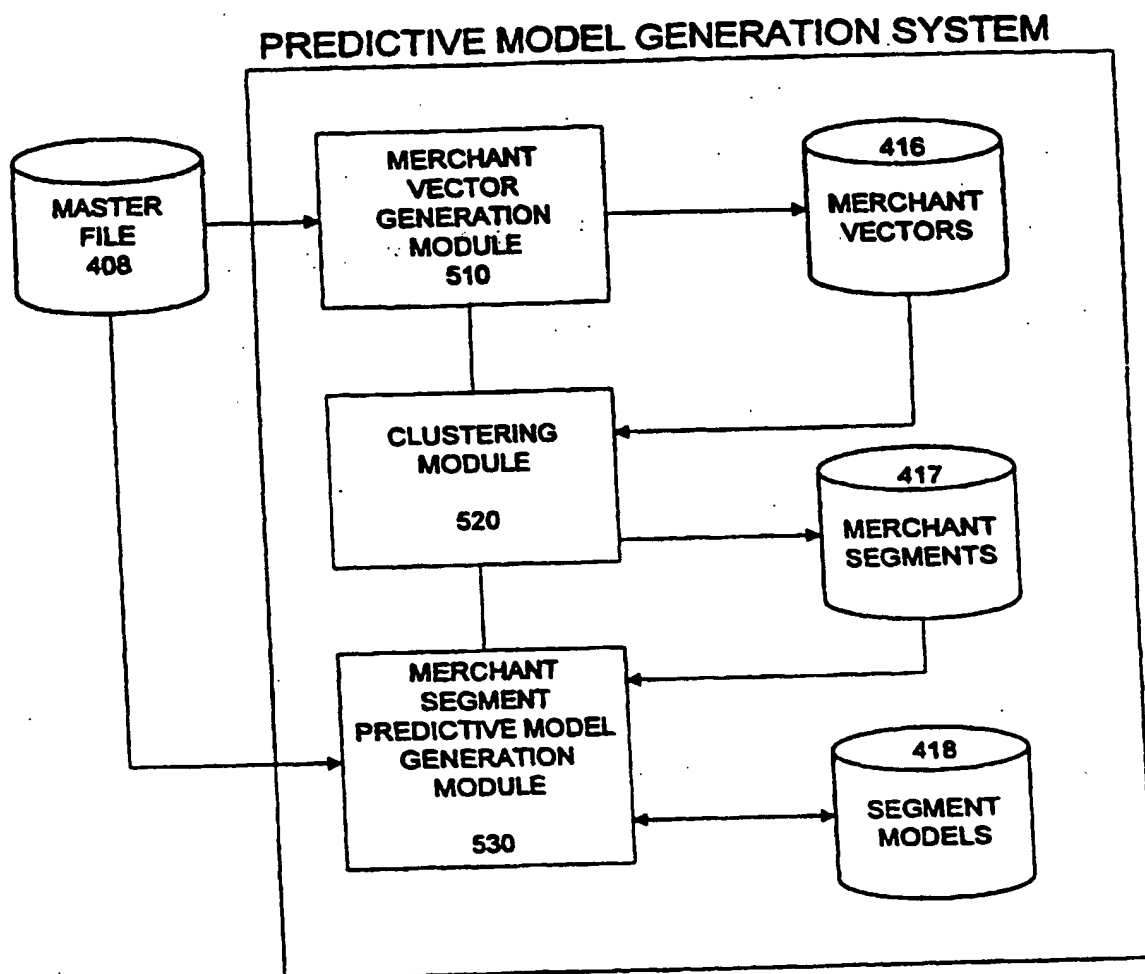 PREDICTIVE MODEL GENERATION SYSTEM
MASTER
FILE
408
MERCHANT
VECTOR
GENERATION
MODULE
510
416
MERCHANT
VECTORS
CLUSTERING
MODULE
520
417
MERCHANT
SEGMENTS
MERCHANT
SEGMENT
PREDICTIVE MODEL
GENERATION
MODULE
530
418
SEGMENT
MODELS